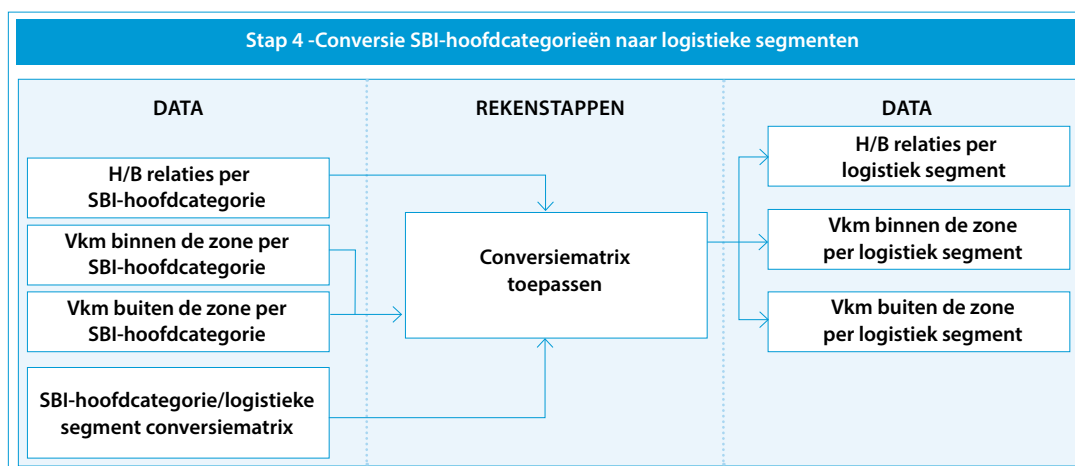 Stap 4 -Conversie SBI-hoofdcategorieën naar logistieke segmenten
DATA
REKENSTAPPEN
DATA
H/B relaties per
SBI-hoofdcategorie
Vkm binnen de zone per
SBI-hoofdcategorie
Vkm buiten de zone per
SBI-hoofdcategorie
SBI-hoofdcategorie/logistieke
segment conversiematrix
Conversiematrix
toepassen
H/B relaties per
logistiek segment
Vkm binnen de zone
per logistiek segment
Vkm buiten de zone
per logistiek segment